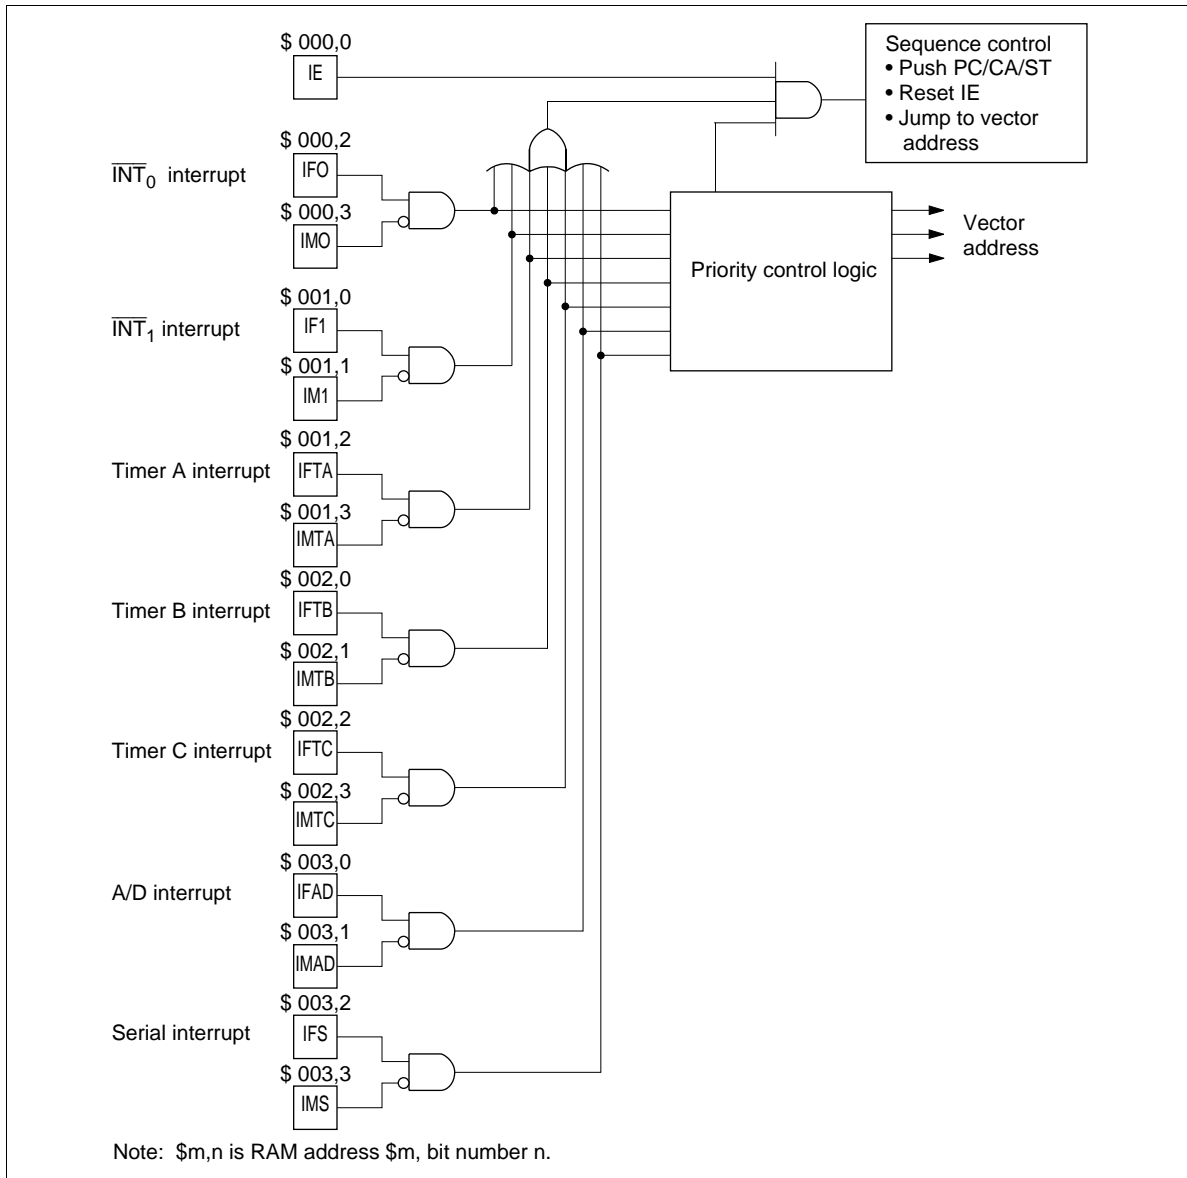 $ 000,0
IE
Sequence control
• Push PC/CA/ST
• Reset IE
• Jump to vector
address
$ 000,2
INT0 interrupt
IFO
$ 000,3
IMO
Priority control logic
Vector
address
$ 001,0
INT1 interrupt
IF1
$ 001,1
IM1
$ 001,2
Timer A interrupt
IFTA
$ 001,3
IMTA
$ 002,0
Timer B interrupt
IFTB
$ 002,1
IMTB
$ 002,2
Timer C interrupt
IFTC
$ 002,3
IMTC
$ 003,0
A/D interrupt
IFAD
$ 003,1
IMAD
$ 003,2
Serial interrupt
IFS
$ 003,3
IMS
Note: $m,n is RAM address $m, bit number n.